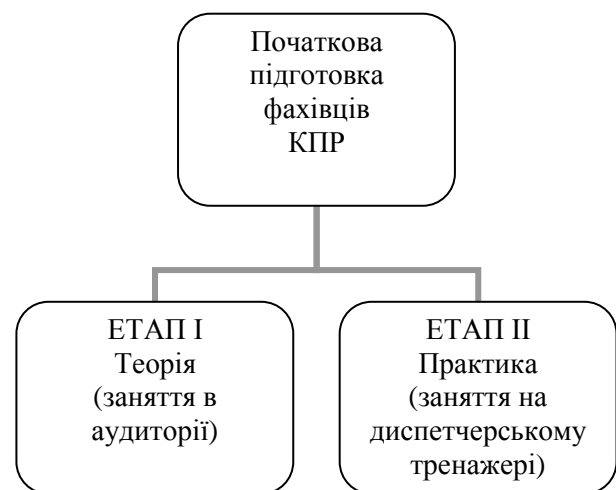 Початкова
підготовка
фахівців
КПР
ЕТАП І
Теорія
(заняття в
аудиторії)
ЕТАП ІІ
Практика
(заняття на
диспетчерському
тренажері)